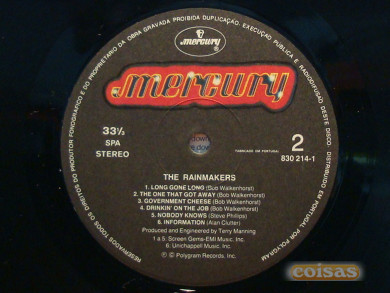 E DO PROPRIETÁRIO DA OBRA GRAVADA PROIBIDA DUPLICAÇÃO, EXECUÇÃO PUBLICA E RADIODIFUSÃO DESTE DISCO
mercury
mercury
33⅓
SPA
STEREO
FABRICADO EM PORTUGAL
2
830 214-1
THE RAINMAKERS
1. LONG GONE LONG (Bob Walkenhorst)
2. THE ONE THAT GOT AWAY (Bob Walkenhorst)
3. GOVERNMENT CHEESE (Bob Walkenhorst)
4. DRINKIN' ON THE JOB (Bob Walkenhorst)
5. NOBODY KNOWS (Steve Phillips)
6. INFORMATION (Alan Clutter)
Produced and Engineered by Terry Manning
1 a 5: Screen Gems-EMI Music. Inc.
6: Unichappell Music. Inc.
℗ © Polygram Records, Inc.
RESERVADOS TODOS OS DIREITOS DO PRODUTOR FONOGRÁFICO
DISTRIBUIDO EM PORTUGAL POR POLYGRAM
coisas